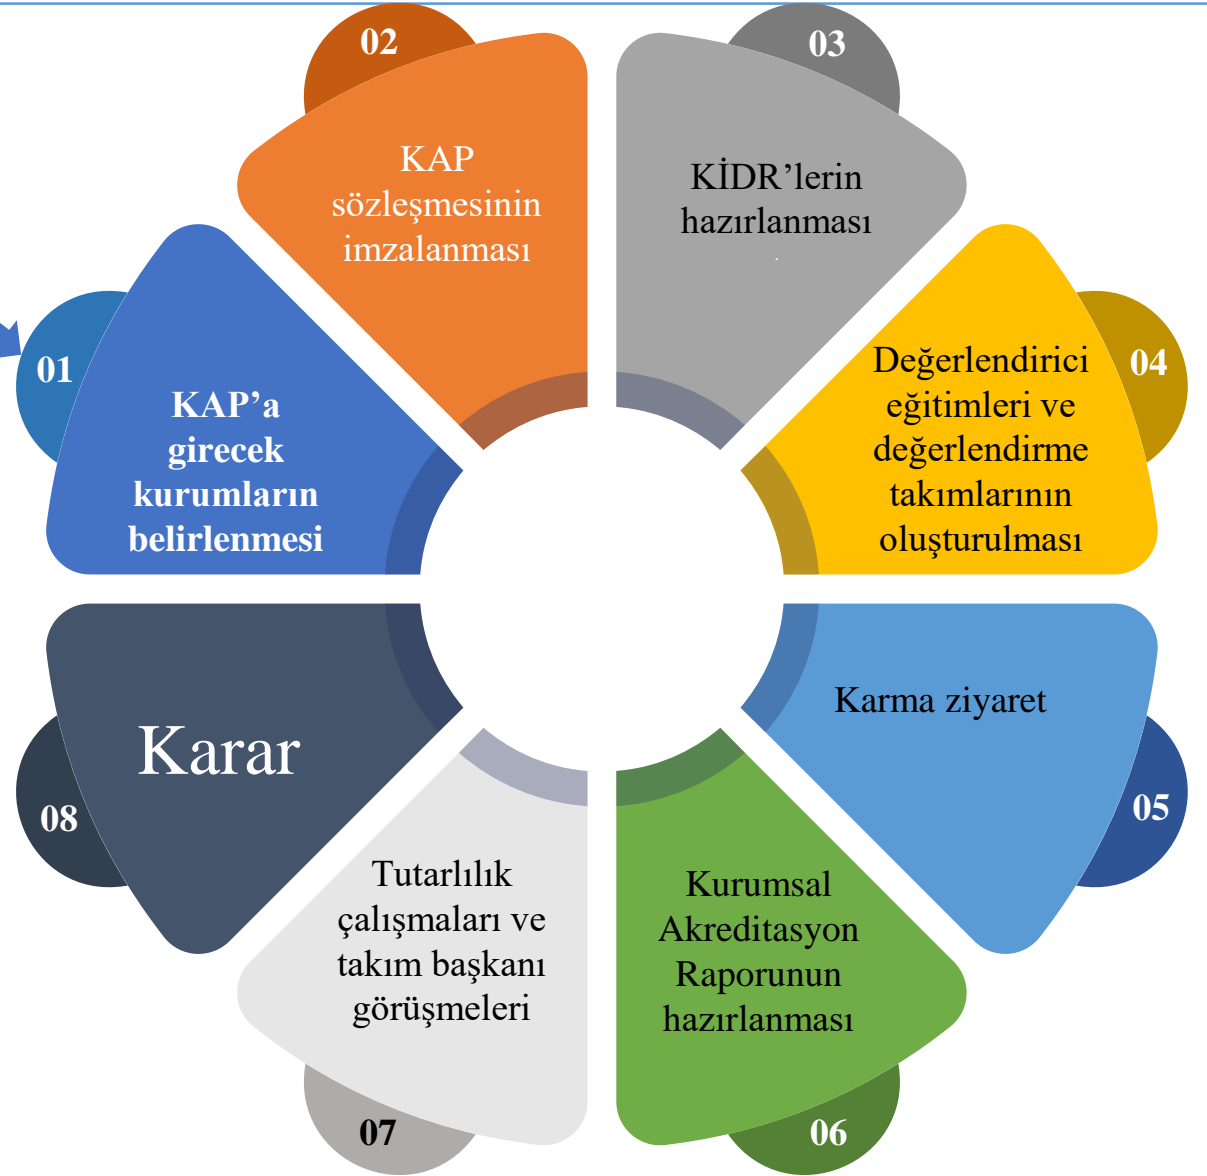 01
KAP’a
girecek
kurumların
belirlenmesi
02
KAP
sözleşmesinin
imzalanması
03
KİDR’lerin
hazırlanması
.
04
Değerlendirici
eğitimleri ve
değerlendirme
takımlarının
oluşturulması
05
Karma ziyaret
06
Kurumsal
Akreditasyon
Raporunun
hazırlanması
07
Tutarlılık
çalışmaları ve
takım başkanı
görüşmeleri
08
Karar